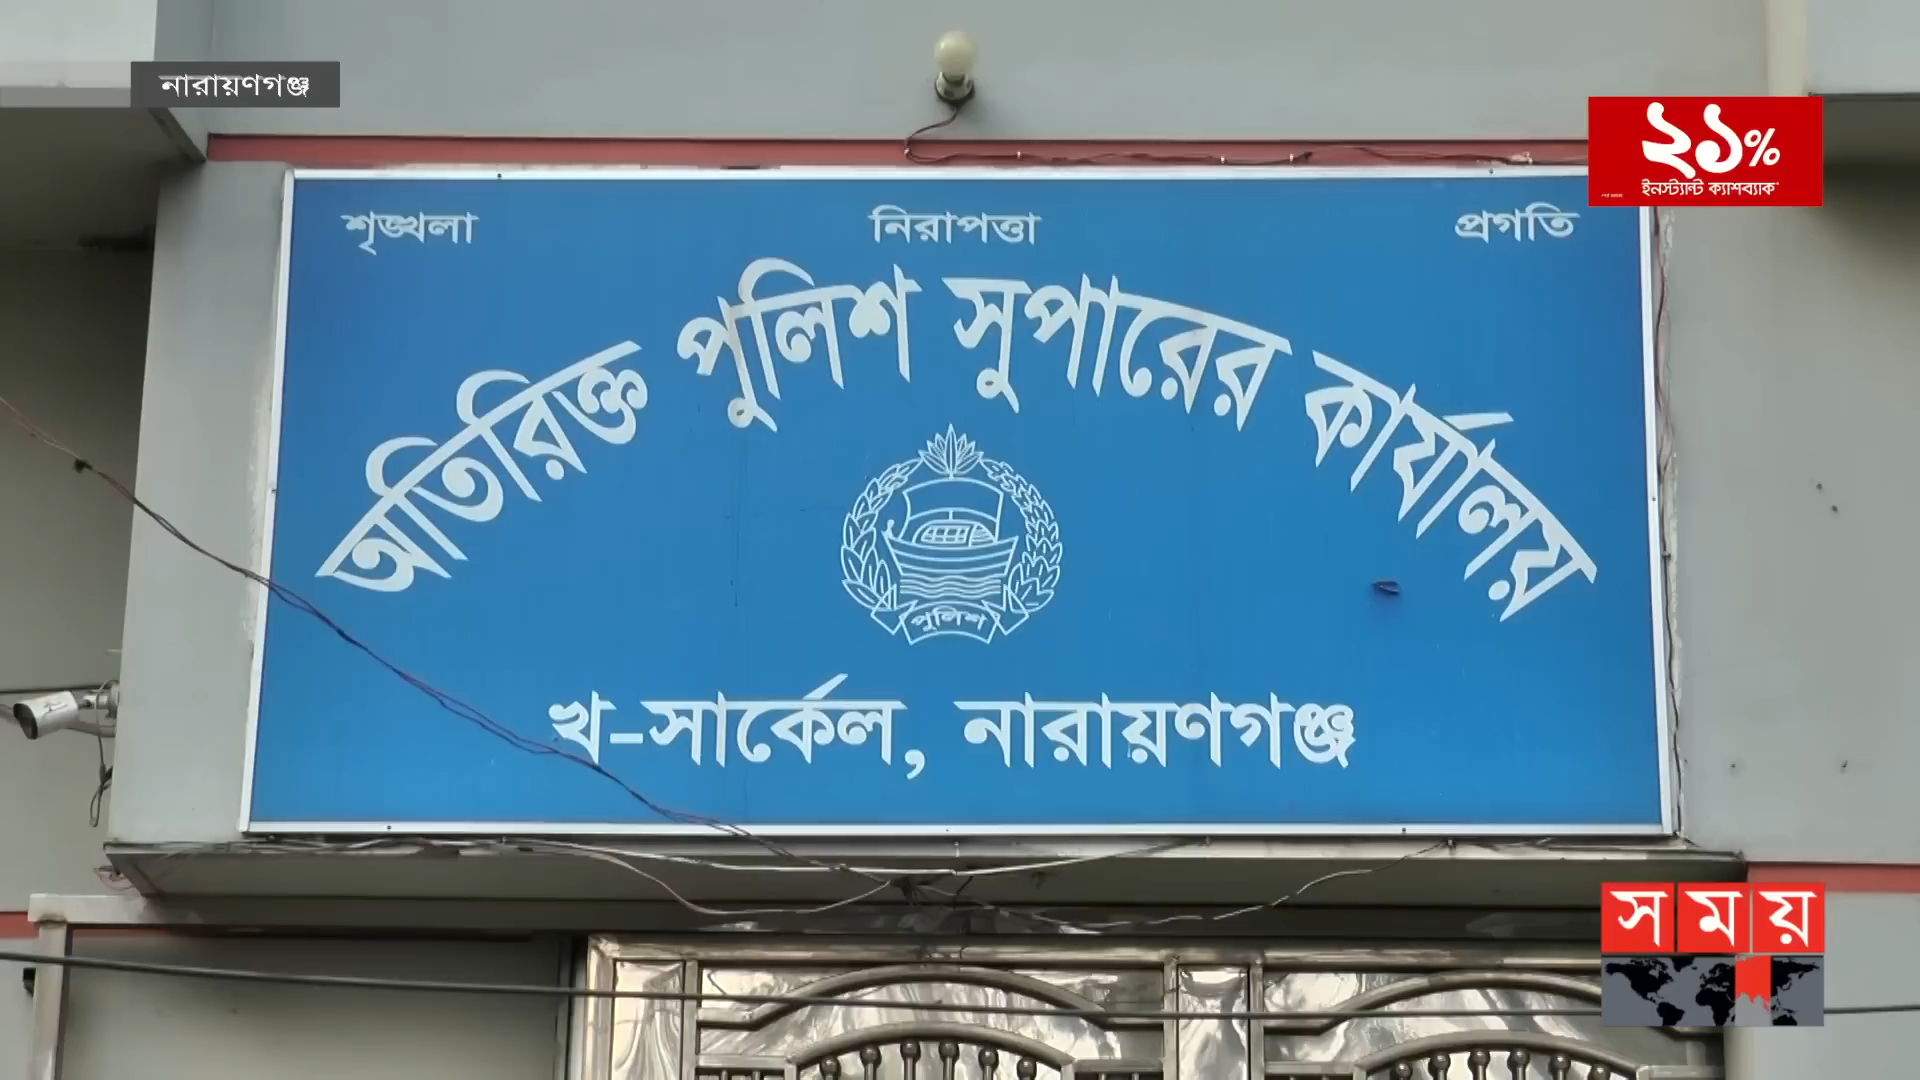 নারায়ণগঞ্জ
২১%
ইনস্ট্যান্ট ক্যাশব্যাক*
শৃঙ্খলা নিরাপত্তা প্রগতি
অতিরিক্ত পুলিশ সুপারের কার্যালয়
পুলিশ
খ-সার্কেল, নারায়ণগঞ্জ
সময়